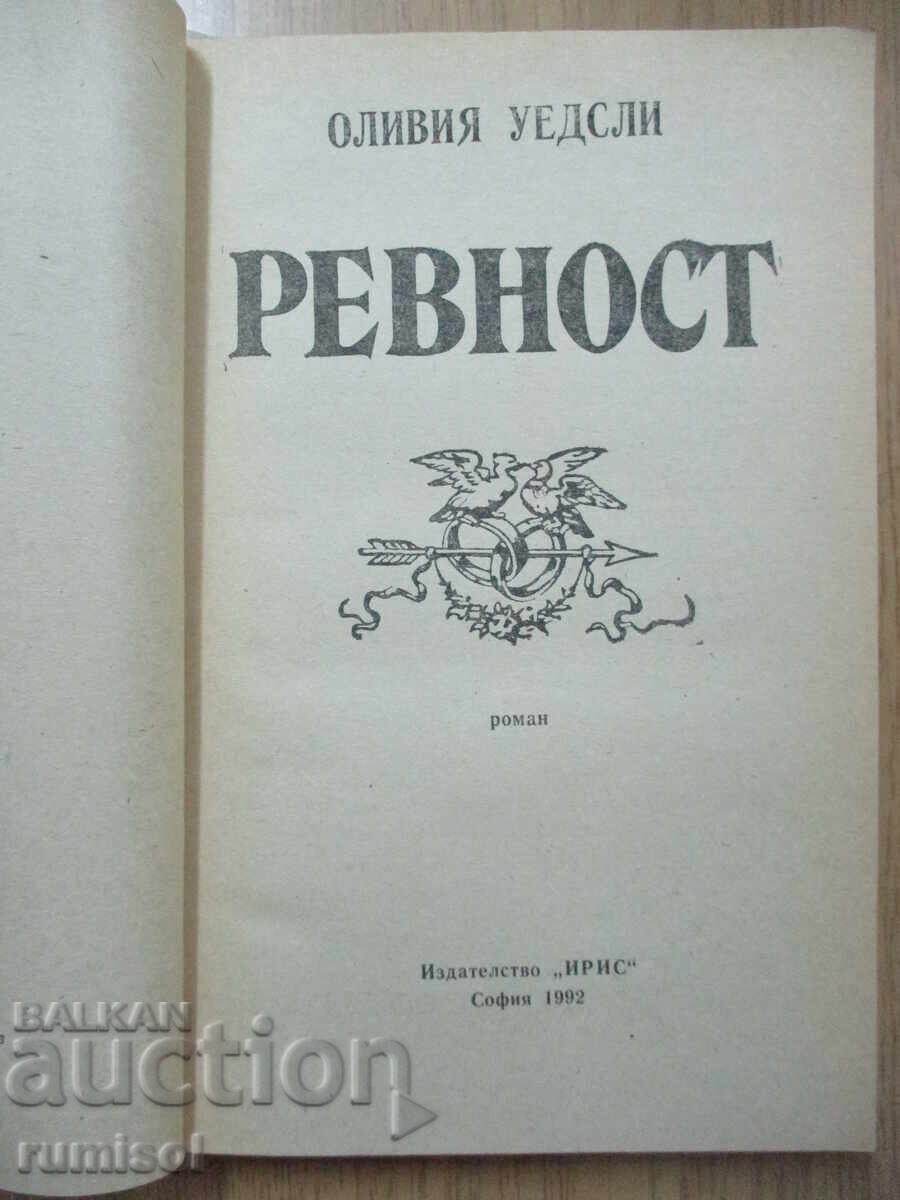 ОЛИВИЯ УЕДСЛИ
РЕВНОСТ
роман
Издателство „ИРИС“
София 1992
BALKAN
auction
rumisol